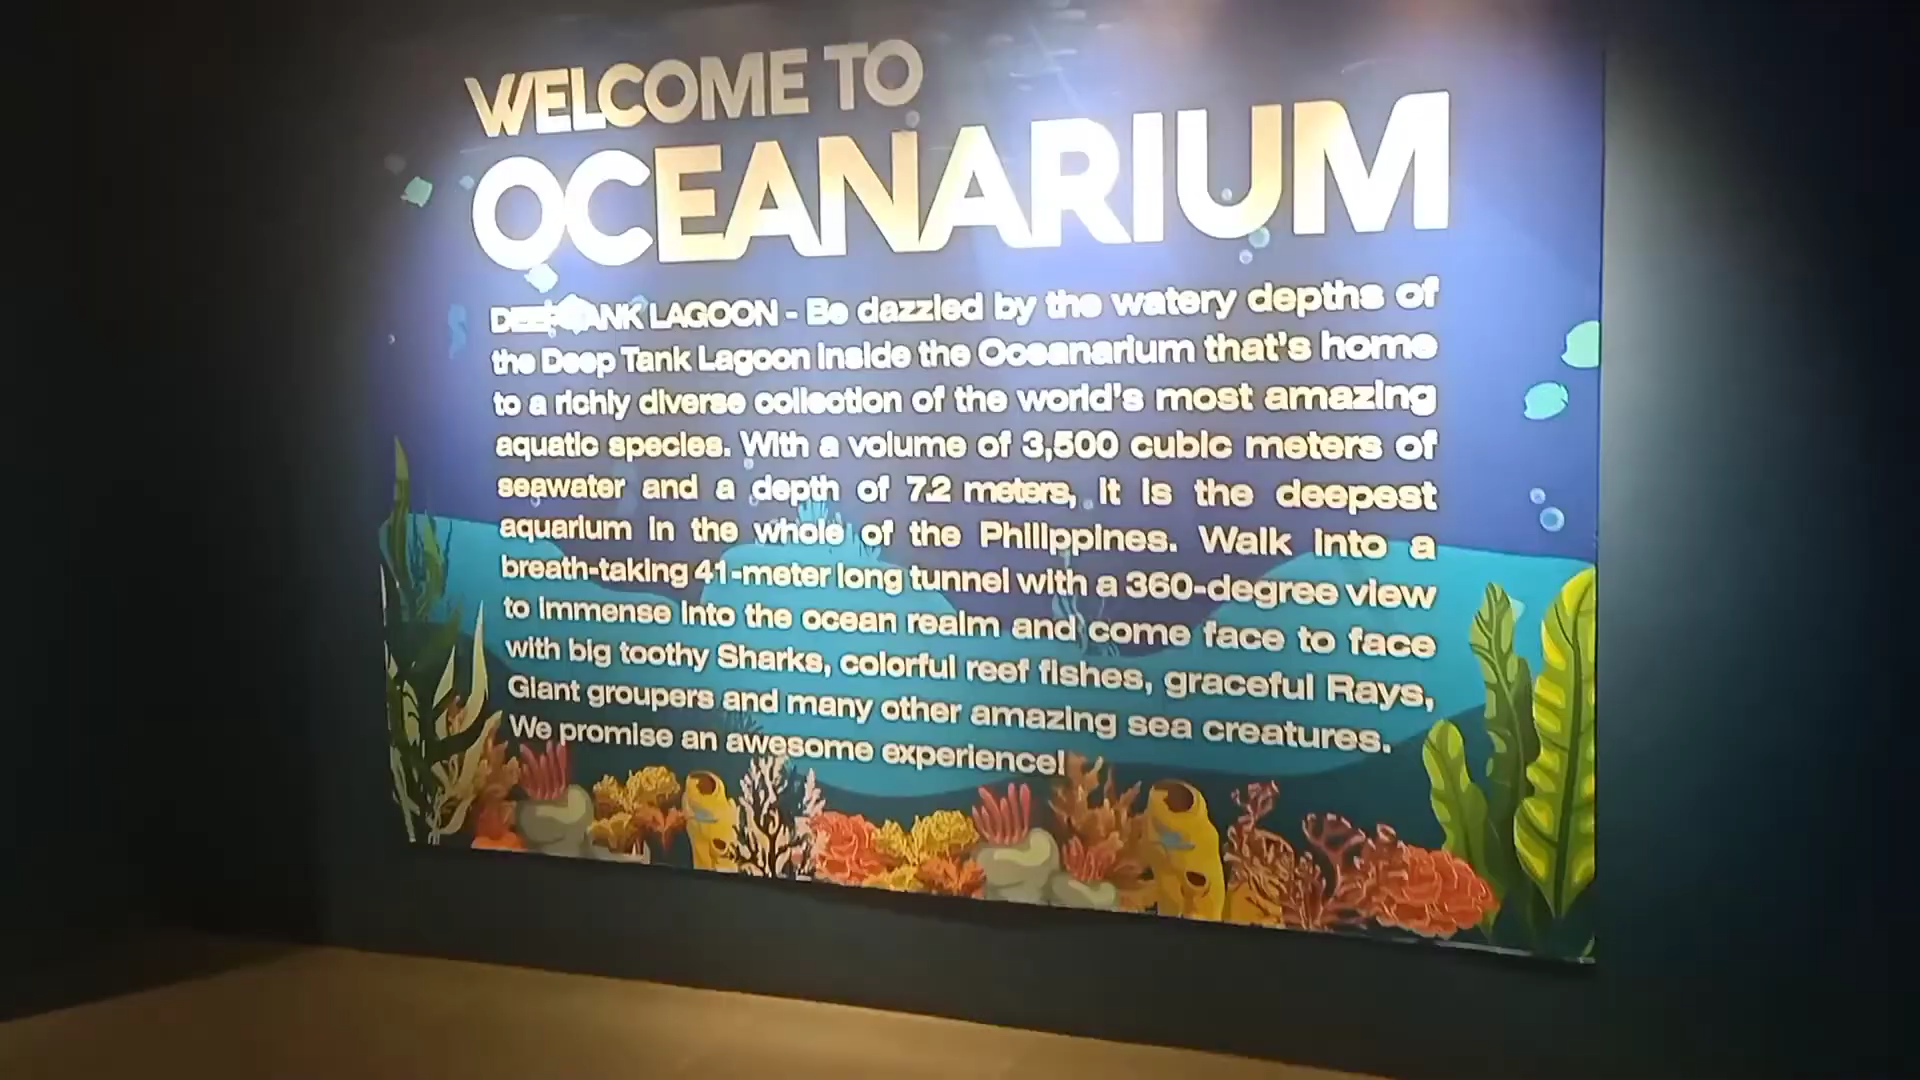 WELCOME TO
OCEANARIUM
DEEP TANK LAGOON - Be dazzled by the watery depths of
the Deep Tank Lagoon inside the Oceanarium that's home
to a richly diverse collection of the world's most amazing
aquatic species. With a volume of 3,500 cubic meters of
seawater and a depth of 7.2 meters, it is the deepest
aquarium in the whole of the Philippines. Walk into a
breath-taking 41-meter long tunnel with a 360-degree view
to immense into the ocean realm and come face to face
with big toothy Sharks, colorful reef fishes, graceful Rays,
Giant groupers and many other amazing sea creatures.
We promise an awesome experience!